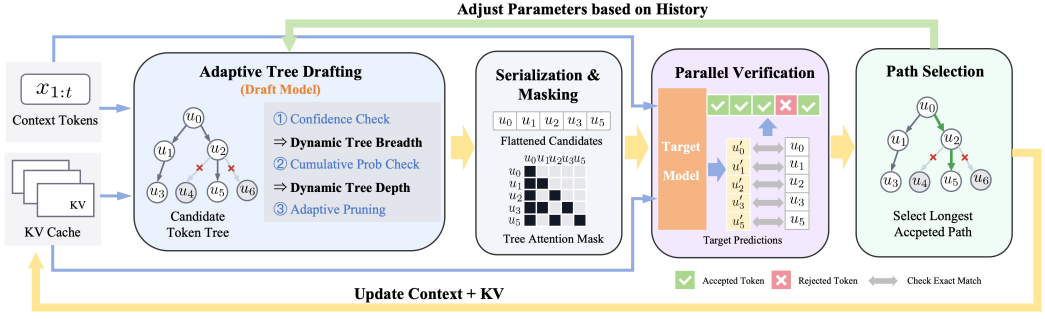 Adjust Parameters based on History
x1:t
Context Tokens
KV
KV Cache
Adaptive Tree Drafting
(Draft Model)
u0
u1
u2
u3
u4
u5
u6
Candidate
Token Tree
① Confidence Check
⇒ Dynamic Tree Breadth
② Cumulative Prob Check
⇒ Dynamic Tree Depth
③ Adaptive Pruning
Serialization &
Masking
u0 u1 u2 u3 u5
Flattened Candidates
u0 u1 u2 u3 u5
u0
u1
u2
u3
u5
Tree Attention Mask
Parallel Verification
Target
Model
u′0 u0
u′1 u1
u′2 u2
u′3 u3
u′5 u5
Target Predictions
Path Selection
u0
u1
u2
u3
u4
u5
u6
Select Longest
Accpeted Path
Accepted Token
Rejected Token
Check Exact Match
Update Context + KV